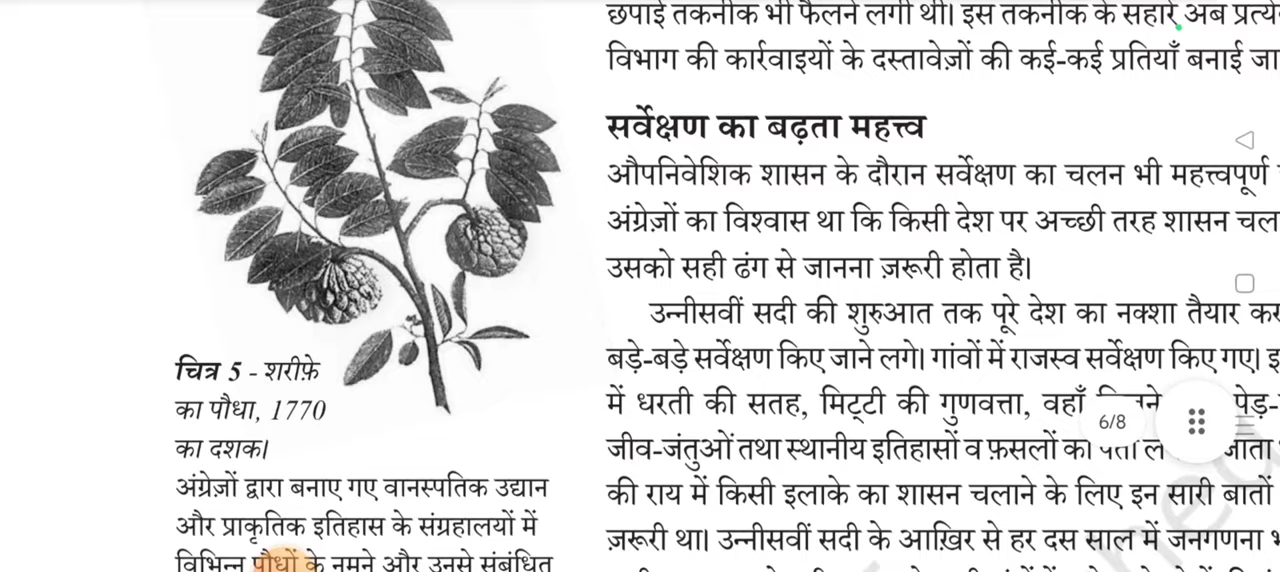 छपाई तकनीक भी फैलने लगी थी। इस तकनीक के सहारे अब
विभाग की कार्रवाइयों के दस्तावेज़ों की कई-कई प्रतियाँ बनाई
सर्वेक्षण का बढ़ता महत्त्व
औपनिवेशिक शासन के दौरान सर्वेक्षण का चलन भी महत्त्वपूर्ण
अंग्रेज़ों का विश्वास था कि किसी देश पर अच्छी तरह शासन
उसको सही ढंग से जानना ज़रूरी होता है।
उन्नीसवीं सदी की शुरुआत तक पूरे देश का नक्शा तैयार
बड़े-बड़े सर्वेक्षण किए जाने लगे। गांवों में राजस्व सर्वेक्षण किए गए।
में धरती की सतह, मिट्टी की गुणवत्ता, वहाँ
जीव-जंतुओं तथा स्थानीय इतिहासों व फ़सलों का पता
की राय में किसी इलाके का शासन चलाने के लिए इन सारी बातों
ज़रूरी था। उन्नीसवीं सदी के आख़िर से हर दस साल में जनगणना
चित्र 5 - शरीफ़े
का पौधा, 1770
का दशक।
अंग्रेज़ों द्वारा बनाए गए वानस्पतिक उद्यान
और प्राकृतिक इतिहास के संग्रहालयों में
विभिन्न पौधों के नमूने और उनसे संबंधित
6/8